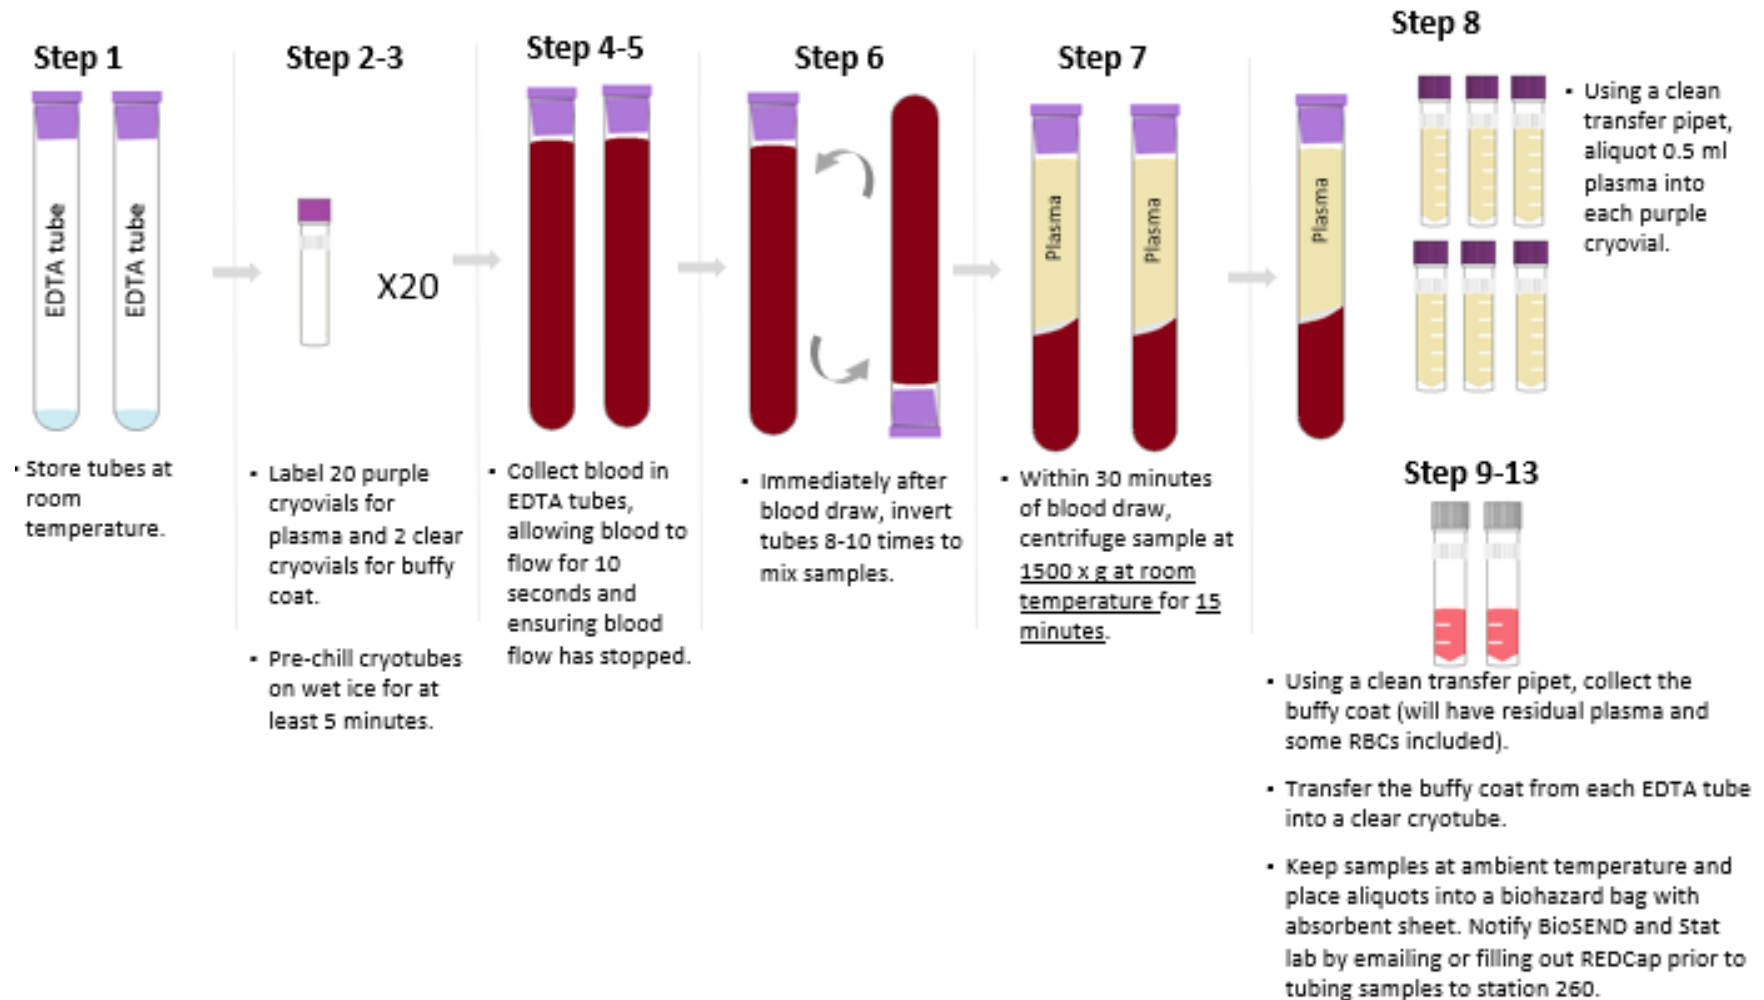 Step 1
EDTA tube
EDTA tube
▪ Store tubes at
room
temperature.
Step 2-3
X20
▪ Label 20 purple
cryovials for
plasma and 2 clear
cryovials for buffy
coat.
▪ Pre-chill cryotubes
on wet ice for at
least 5 minutes.
Step 4-5
▪ Collect blood in
EDTA tubes,
allowing blood to
flow for 10
seconds and
ensuring blood
flow has stopped.
Step 6
▪ Immediately after
blood draw, invert
tubes 8-10 times to
mix samples.
Step 7
Plasma
Plasma
▪ Within 30 minutes
of blood draw,
centrifuge sample at
1500 x g at room
temperature for 15
minutes.
Step 8
Plasma
▪ Using a clean
transfer pipet,
aliquot 0.5 ml
plasma into
each purple
cryovial.
Step 9-13
▪ Using a clean transfer pipet, collect the
buffy coat (will have residual plasma and
some RBCs included).
▪ Transfer the buffy coat from each EDTA tube
into a clear cryotube.
▪ Keep samples at ambient temperature and
place aliquots into a biohazard bag with
absorbent sheet. Notify BioSEND and Stat
lab by emailing or filling out REDCap prior to
tubing samples to station 260.